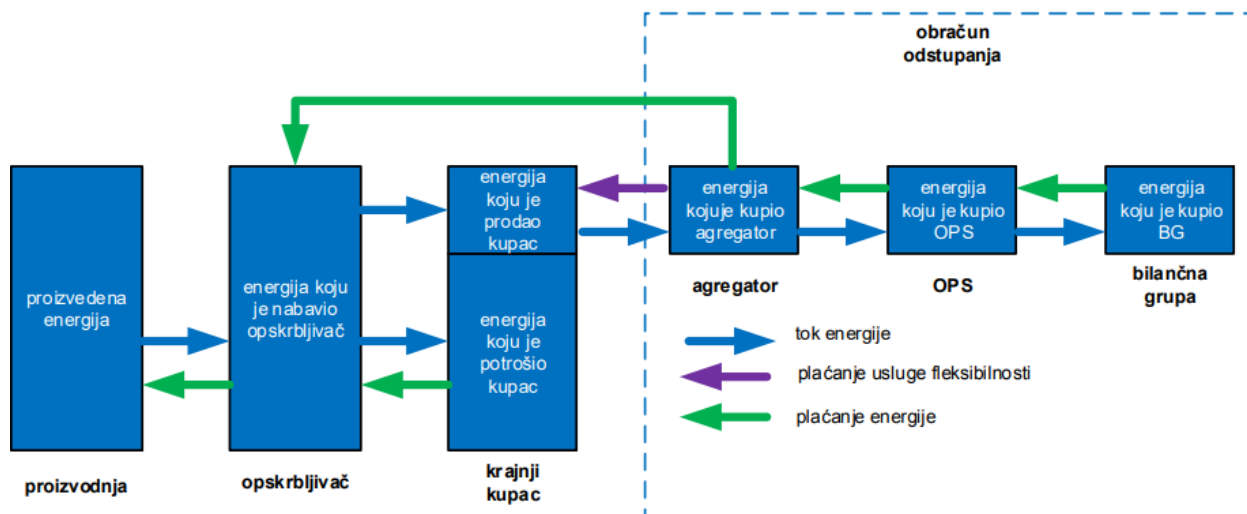 obračun
odstupanja
proizvedena
energija
energija koju
je nabavio
opskrbljivač
energija
koju je
prodao
kupac
energija
koju je
potrošio
kupac
energija
kojuje kupio
agregator
energija
koju je kupio
OPS
energija
koju je kupio
BG
agregator
OPS
bilančna
grupa
tok energije
plaćanje usluge fleksibilnosti
plaćanje energije
proizvodnja
opskrbljivač
krajnji
kupac